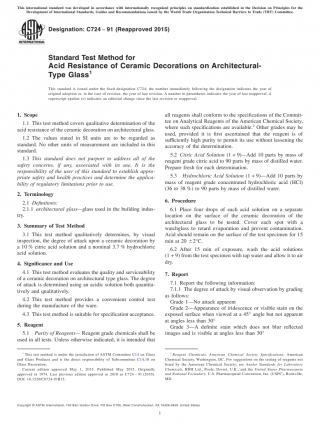 This international standard was developed in accordance with internationally recognized principles on standardization established in the Decision on Principles for the
Development of International Standards, Guides and Recommendations issued by the World Trade Organization Technical Barriers to Trade (TBT) Committee.
Designation: C724 − 91 (Reapproved 2015)
INTERNATIONAL
Standard Test Method for
Acid Resistance of Ceramic Decorations on Architectural-
Type Glass1
This standard is issued under the fixed designation C724; the number immediately following the designation indicates the year of
original adoption or, in the case of revision, the year of last revision. A number in parentheses indicates the year of last reapproval. A
superscript epsilon (ε) indicates an editorial change since the last revision or reapproval.
1. Scope
1.1 This test method covers qualitative determination of the
acid resistance of the ceramic decoration on architectural glass.
1.2 The values stated in SI units are to be regarded as
standard. No other units of measurement are included in this
standard.
1.3 This standard does not purport to address all of the
safety concerns, if any, associated with its use. It is the
responsibility of the user of this standard to establish appro-
priate safety and health practices and determine the applica-
bility of regulatory limitations prior to use.
2. Terminology
2.1 Definitions:
2.1.1 architectural glass—glass used in the building indus-
try.
3. Summary of Test Method
3.1 This test method qualitatively determines, by visual
inspection, the degree of attack upon a ceramic decoration by
a 10 % citric acid solution and a nominal 3.7 % hydrochloric
acid solution.
4. Significance and Use
4.1 This test method evaluates the quality and serviceability
of a ceramic decoration on architectural type glass. The degree
of attack is determined using an acidic solution both quantita-
tively and qualitatively.
4.2 This test method provides a convenient control test
during the manufacture of the ware.
4.3 This test method is suitable for specification acceptance.
5. Reagent
5.1 Purity of Reagents—Reagent grade chemicals shall be
used in all tests. Unless otherwise indicated, it is intended that
1 This test method is under the jurisdiction of ASTM Committee C14 on Glass
and Glass Products and is the direct responsibility of Subcommittee C14.10 on
Glass Decoration.
Current edition approved May 1, 2015. Published May 2015. Originally
approved in 1974. Last previous edition approved in 2010 as C724 – 91 (2010).
DOI: 10.1520/C0724-91R15.
all reagents shall conform to the specifications of the Commit-
tee on Analytical Reagents of the American Chemical Society,
where such specifications are available.2 Other grades may be
used, provided it is first ascertained that the reagent is of
sufficiently high purity to permit its use without lessening the
accuracy of the determination.
5.2 Citric Acid Solution (1 + 9)—Add 10 parts by mass of
reagent grade citric acid to 90 parts by mass of distilled water.
Prepare fresh for each determination.
5.3 Hydrochloric Acid Solution (1 + 9)—Add 10 parts by
mass of reagent grade concentrated hydrochloric acid (HCl)
(36 to 38 %) to 90 parts by mass of distilled water.
6. Procedure
6.1 Place four drops of each acid solution on a separate
location on the surface of the ceramic decoration of the
architectural glass to be tested. Cover each spot with a
watchglass to retard evaporation and prevent contamination.
Acid should remain on the surface of the test specimen for 15
min at 20 ±2°C.
6.2 After 15 min of exposure, wash the acid solutions
(1 + 9) from the test specimen with tap water and allow it to air
dry.
7. Report
7.1 Report the following information:
7.1.1 The degree of attack by visual observation by grading
as follows:
Grade 1—No attack apparent
Grade 2—Appearance of iridescence or visible stain on the
exposed surface when viewed at a 45° angle but not apparent
at angles less than 30°
Grade 3—A definite stain which does not blur reflected
images and is visible at angles less than 30°
2 Reagent Chemicals, American Chemical Society Specifications, American
Chemical Society, Washington, DC. For suggestions on the testing of reagents not
listed by the American Chemical Society, see Analar Standards for Laboratory
Chemicals, BDH Ltd., Poole, Dorset, U.K., and the United States Pharmacopeia
and National Formulary, U.S. Pharmacopeial Convention, Inc. (USPC), Rockville,
MD.
Copyright © ASTM International, 100 Barr Harbor Drive, PO Box C700, West Conshohocken, PA 19428-2959. United States
1